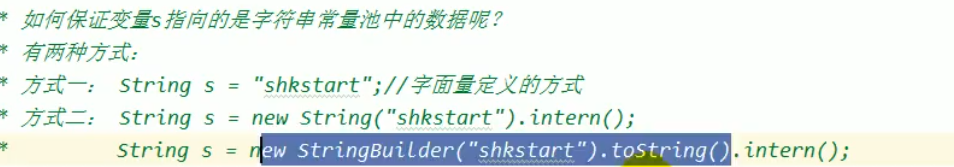 * 如何保证变量s指向的是字符串常量池中的数据呢？
* 有两种方式：
* 方式一： String s = "shkstart";//字面量定义的方式
* 方式二： String s = new String("shkstart").intern();
* String s = new StringBuilder("shkstart").toString().intern();